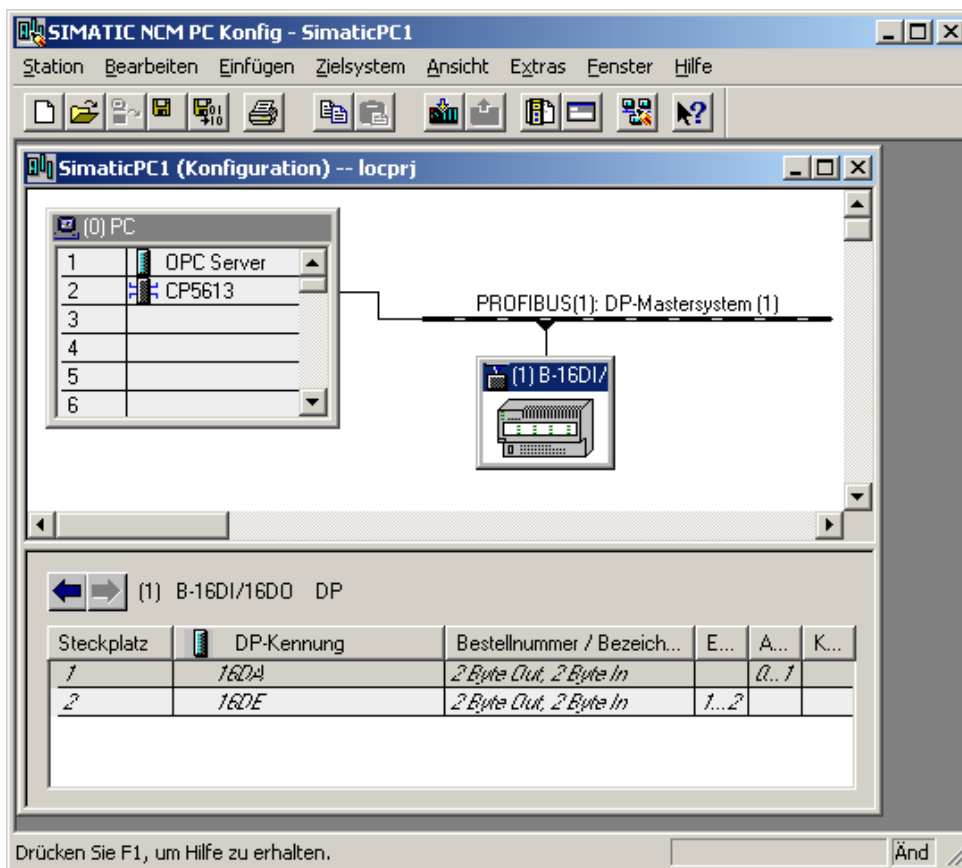 SIMATIC NCM PC Konfig - SimaticPC1
Station Bearbeiten Einfügen Zielsystem Ansicht Extras Fenster Hilfe
SimaticPC1 (Konfiguration) -- locprj
(0) PC
1 OPC Server
2 CP5613
3
4
5
6
PROFIBUS(1): DP-Mastersystem (1)
(1) B-16DI/
(1) B-16DI/16DO DP
Steckplatz DP-Kennung Bestellnummer / Bezeich... E... A... K...
1 16DA 2 Byte Out, 2 Byte In 0...1
2 16DE 2 Byte Out, 2 Byte In 1...2
Drücken Sie F1, um Hilfe zu erhalten.
Änd